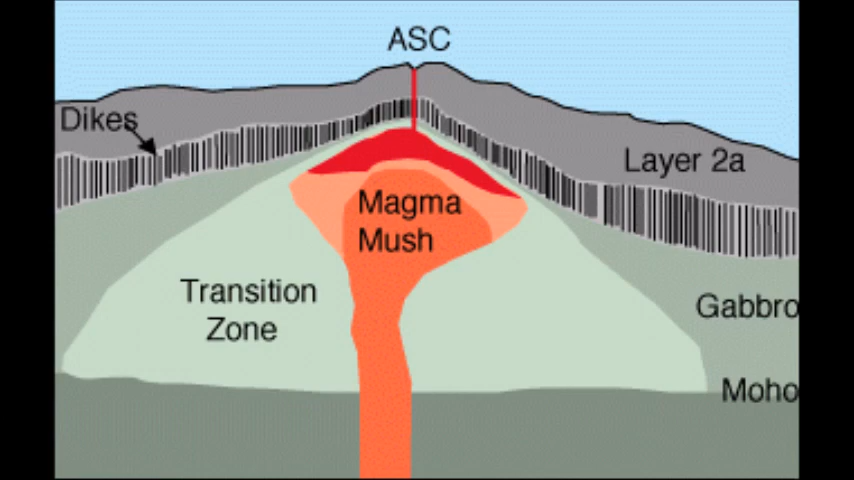 ASC
Dikes
Layer 2a
Magma
Mush
Transition
Zone
Gabbro
Moho